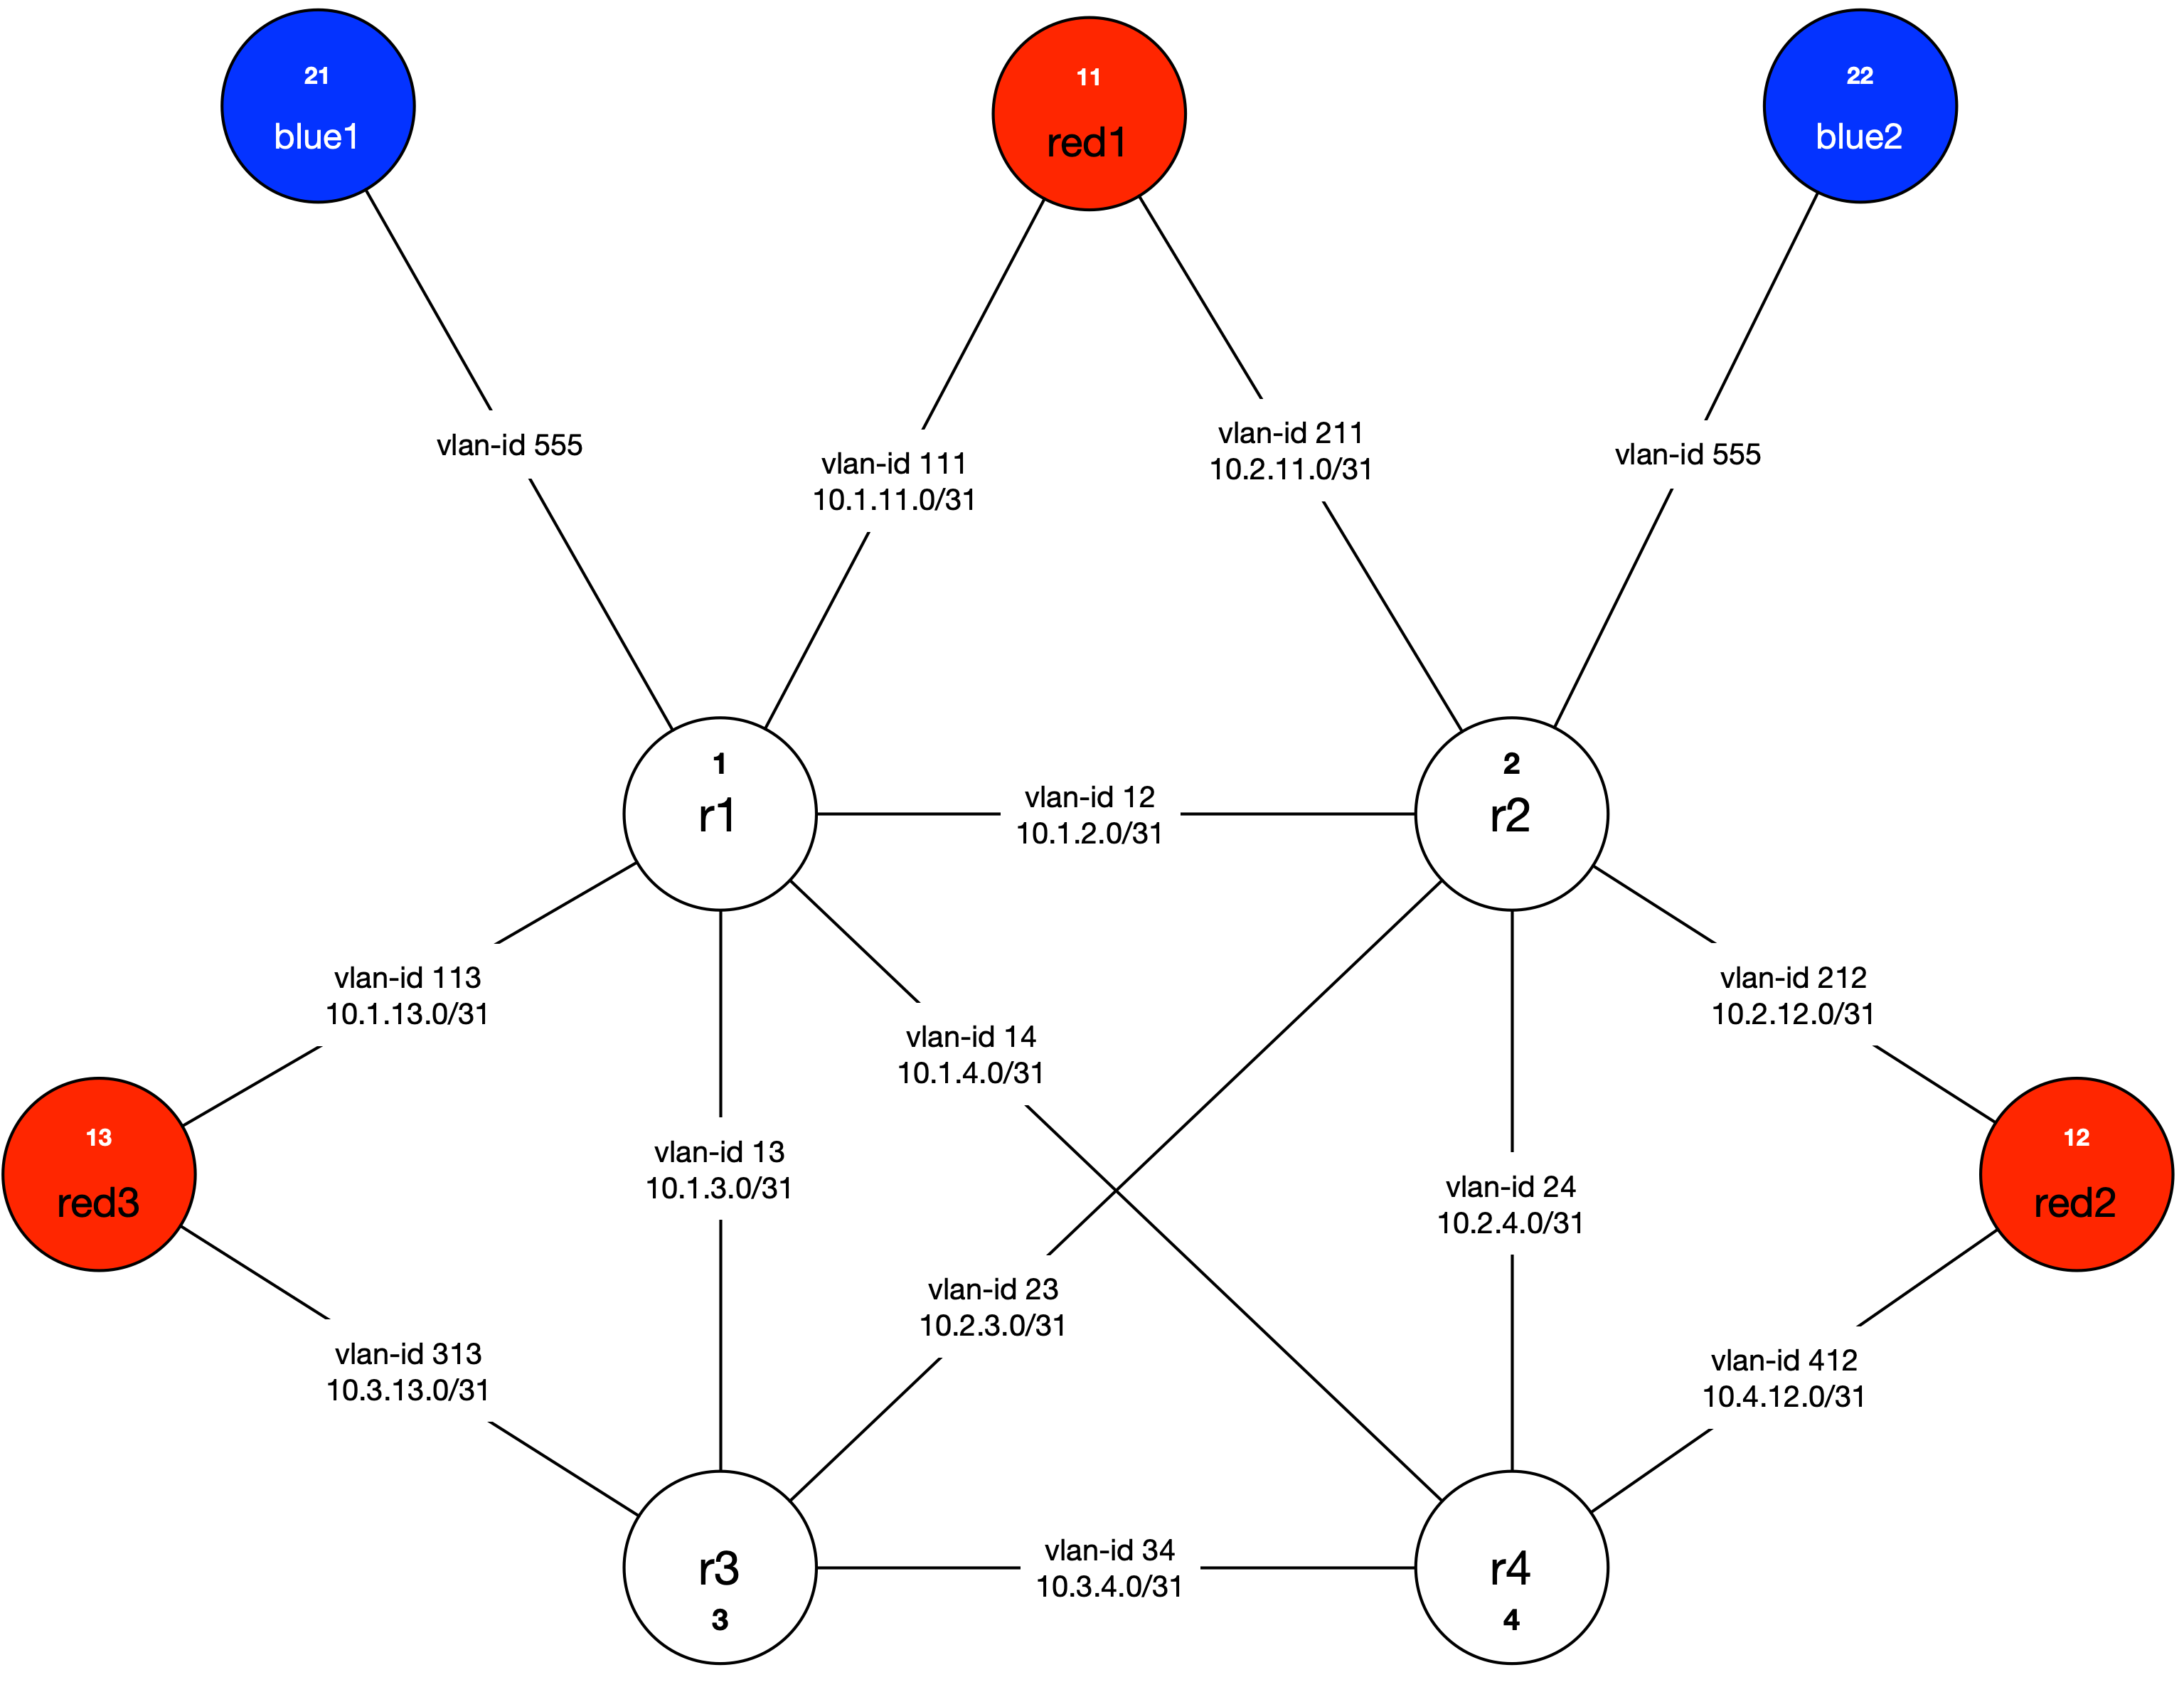 21
blue1
11
red1
22
blue2
vlan-id 555
vlan-id 111
10.1.11.0/31
vlan-id 211
10.2.11.0/31
vlan-id 555
1
r1
2
r2
vlan-id 12
10.1.2.0/31
vlan-id 113
10.1.13.0/31
vlan-id 14
10.1.4.0/31
vlan-id 212
10.2.12.0/31
13
red3
vlan-id 13
10.1.3.0/31
vlan-id 24
10.2.4.0/31
12
red2
vlan-id 23
10.2.3.0/31
vlan-id 313
10.3.13.0/31
vlan-id 412
10.4.12.0/31
r3
3
vlan-id 34
10.3.4.0/31
r4
4